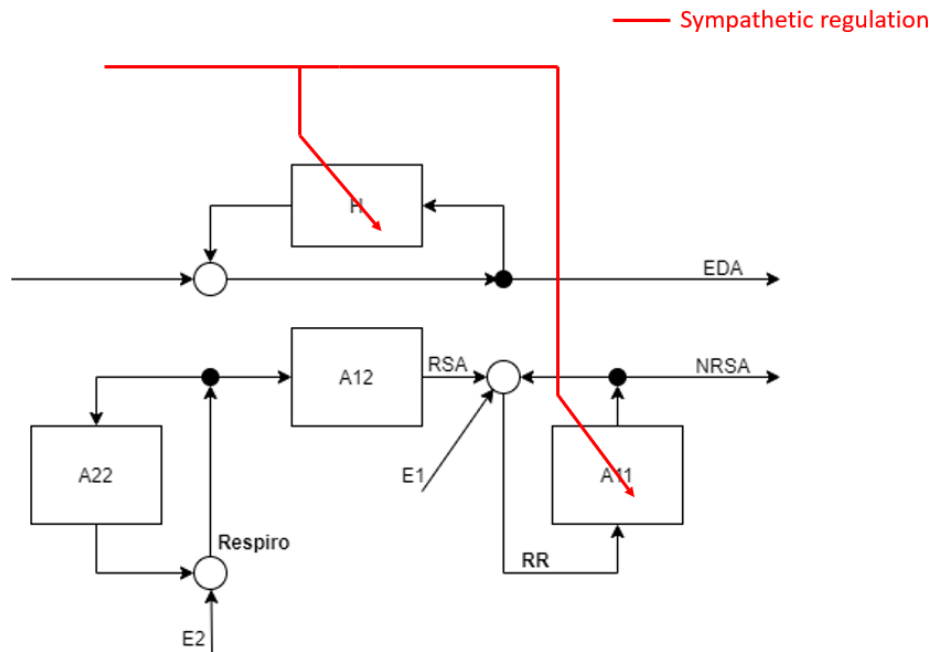 Sympathetic regulation
H
EDA
A12
RSA
NRSA
A22
E1
A11
Respiro
RR
E2